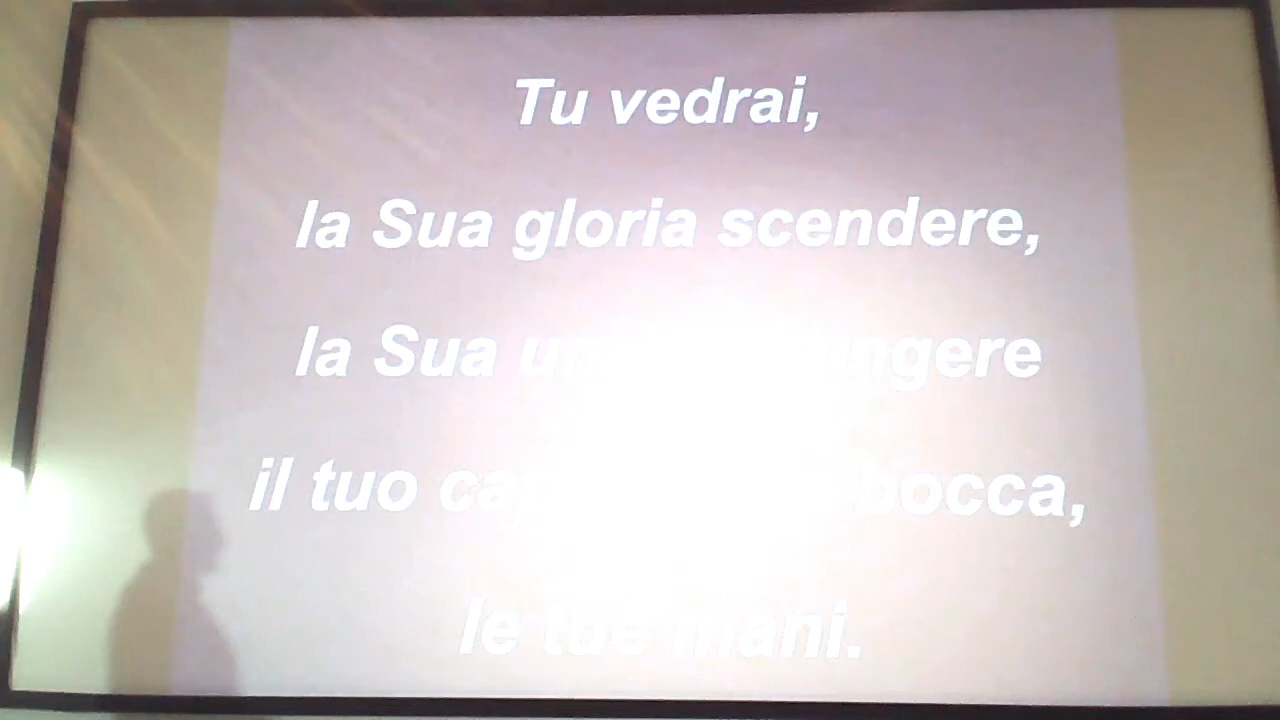 Tu vedrai,
la Sua gloria scendere,
la Sua
il tuo bocca,
le tue mani.